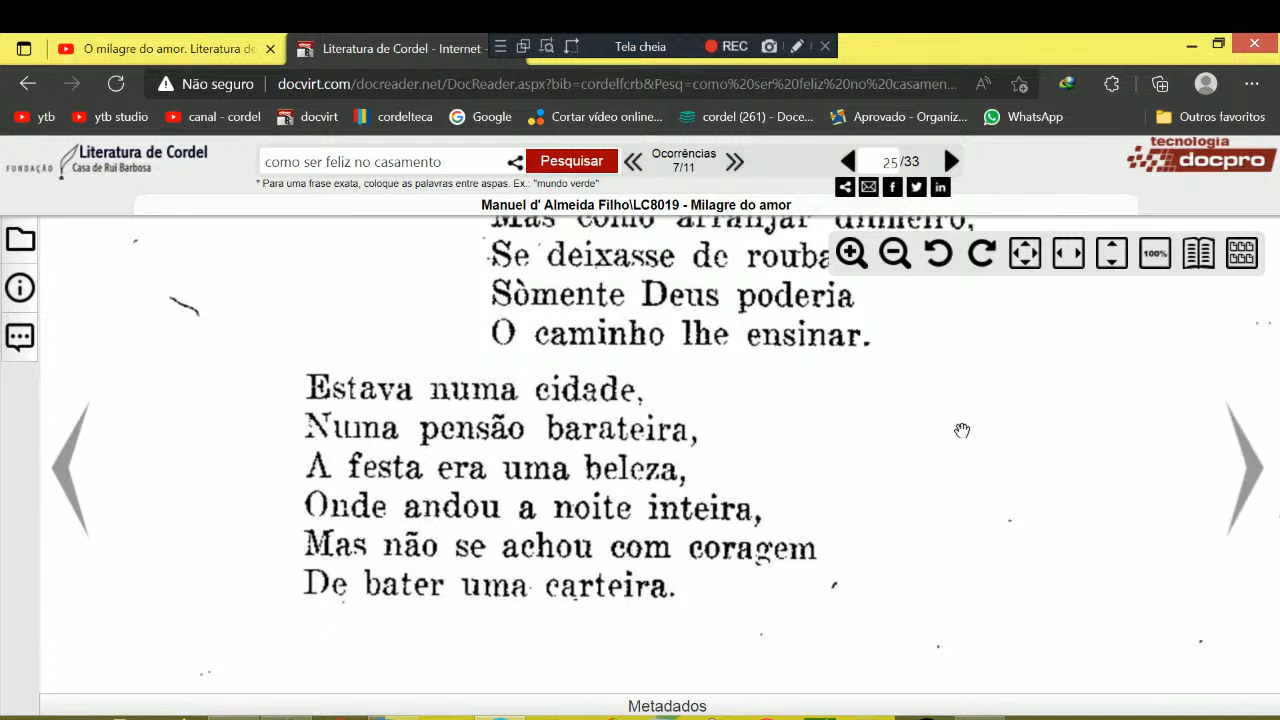 O milagre do amor. Literatura de
Literatura de Cordel - Internet -
Tela cheia
REC
Não seguro
docvirt.com/docreader.net/DocReader.aspx?bib=cordelfcrb&Pesq=como%20ser%20feliz%20no%20casamen...
ytb
ytb studio
canal - cordel
docvirt
cordelteca
Google
Cortar vídeo online...
cordel (261) - Doce...
Aprovado - Organiz...
WhatsApp
Outros favoritos
FUNDAÇÃO
Literatura de Cordel
Casa de Rui Barbosa
como ser feliz no casamento
Pesquisar
Ocorrências
7/11
25/33
tecnologia
docpro
* Para uma frase exata, coloque as palavras entre aspas. Ex.: "mundo verde"
Manuel d' Almeida Filho\LC8019 - Milagre do amor
100%
Mas como arranjar dinheiro,
Se deixasse de rouba
Sòmente Deus poderia
O caminho lhe ensinar.
Estava numa cidade,
Numa pensão barateira,
A festa era uma beleza,
Onde andou a noite inteira,
Mas não se achou com coragem
De bater uma carteira.
Metadados